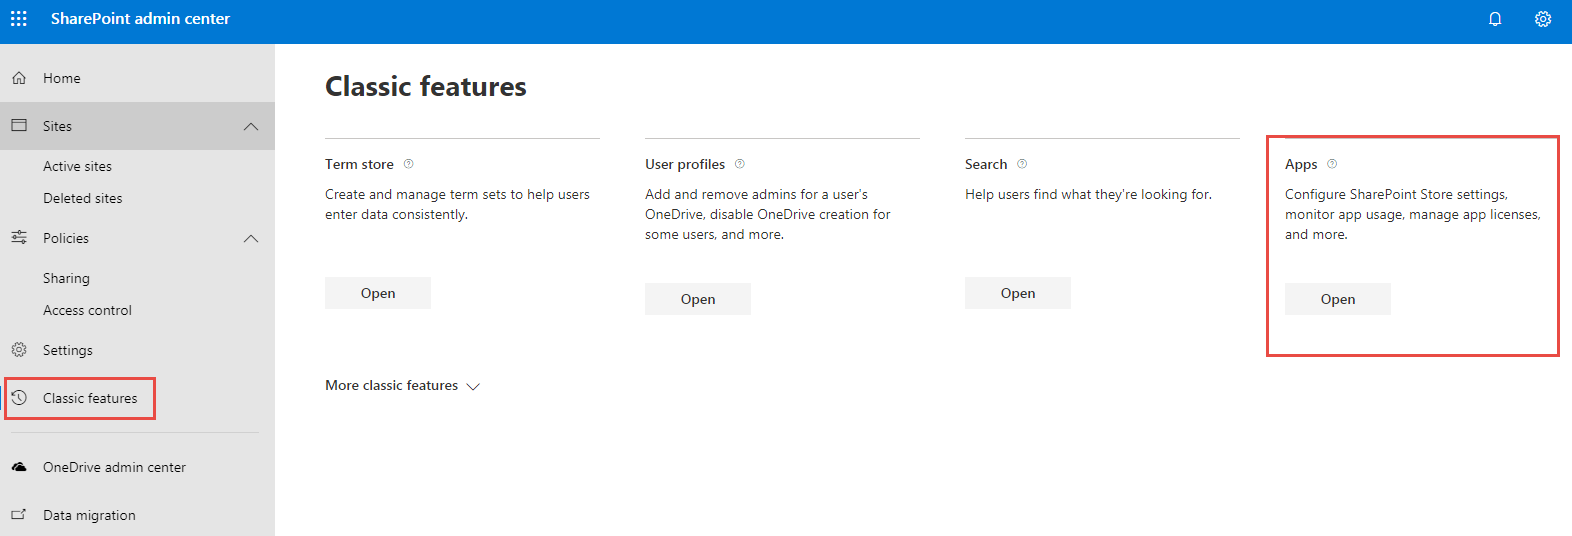 SharePoint admin center
Home
Sites
Active sites
Deleted sites
Policies
Sharing
Access control
Settings
Classic features
OneDrive admin center
Data migration
Classic features
Term store
Create and manage term sets to help users
enter data consistently.
Open
User profiles
Add and remove admins for a user's
OneDrive, disable OneDrive creation for
some users, and more.
Open
Search
Help users find what they're looking for.
Open
Apps
Configure SharePoint Store settings,
monitor app usage, manage app licenses,
and more.
Open
More classic features